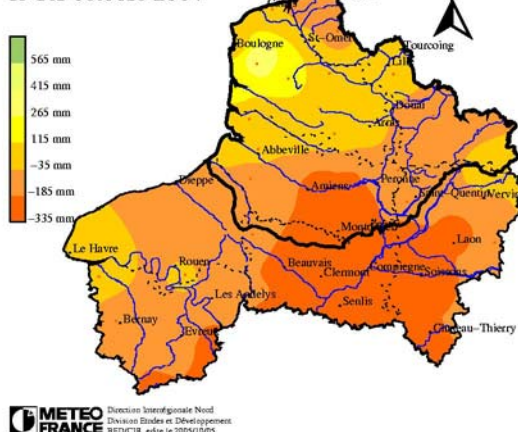 565 mm
415 mm
265 mm
115 mm
-35 mm
-185 mm
-335 mm
Boulogne
St-Omer
Tourcoing
Lille
Douai
Arras
Abbeville
Dieppe
Amiens
Peronne
Saint-Quentin
Vervins
Le Havre
Rouen
Beauvais
Clermont
Compiegne
Soissons
Laon
Les Andelys
Senlis
Bernay
Evreux
Chateau-Thierry
METEO
FRANCE
Direction Interrégionale Nord
Division Etudes et Développement